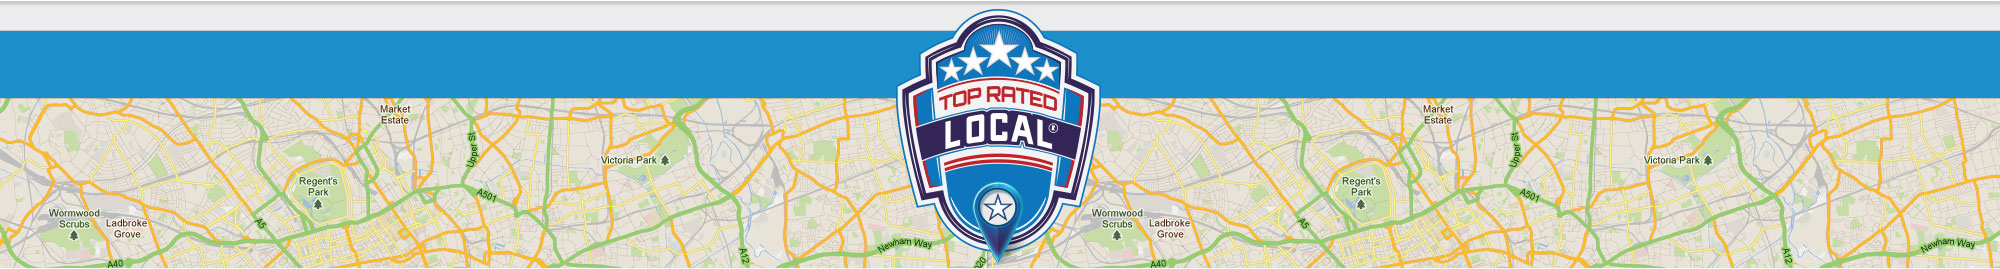 TOP RATED
LOCAL®
Market
Estate
Upper St
Victoria Park
Regent's
Park
A501
Wormwood
Scrubs
Ladbroke
Grove
A5
Newham Way
A40
A12
A20
Market
Estate
Upper St
Victoria Park
Regent's
Park
A501
Wormwood
Scrubs
Ladbroke
Grove
A5
Newham Way
A40
A12